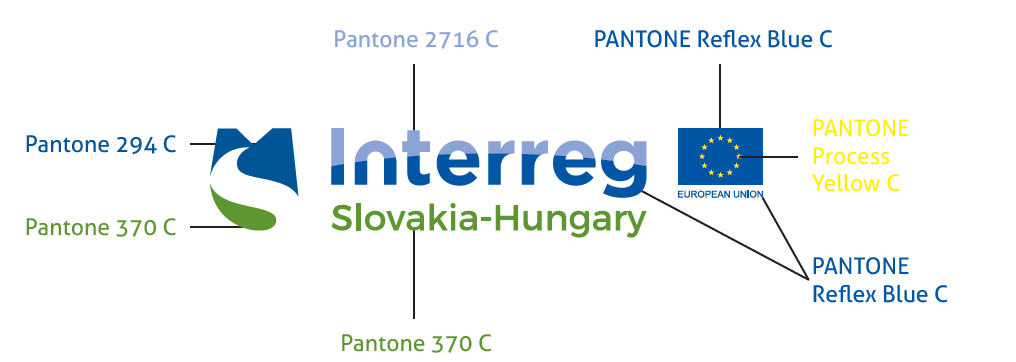 Pantone 2716 C
PANTONE Reflex Blue C
Pantone 294 C
Interreg
PANTONE
Process
Yellow C
EUROPEAN UNION
Pantone 370 C
Slovakia-Hungary
PANTONE
Reflex Blue C
Pantone 370 C